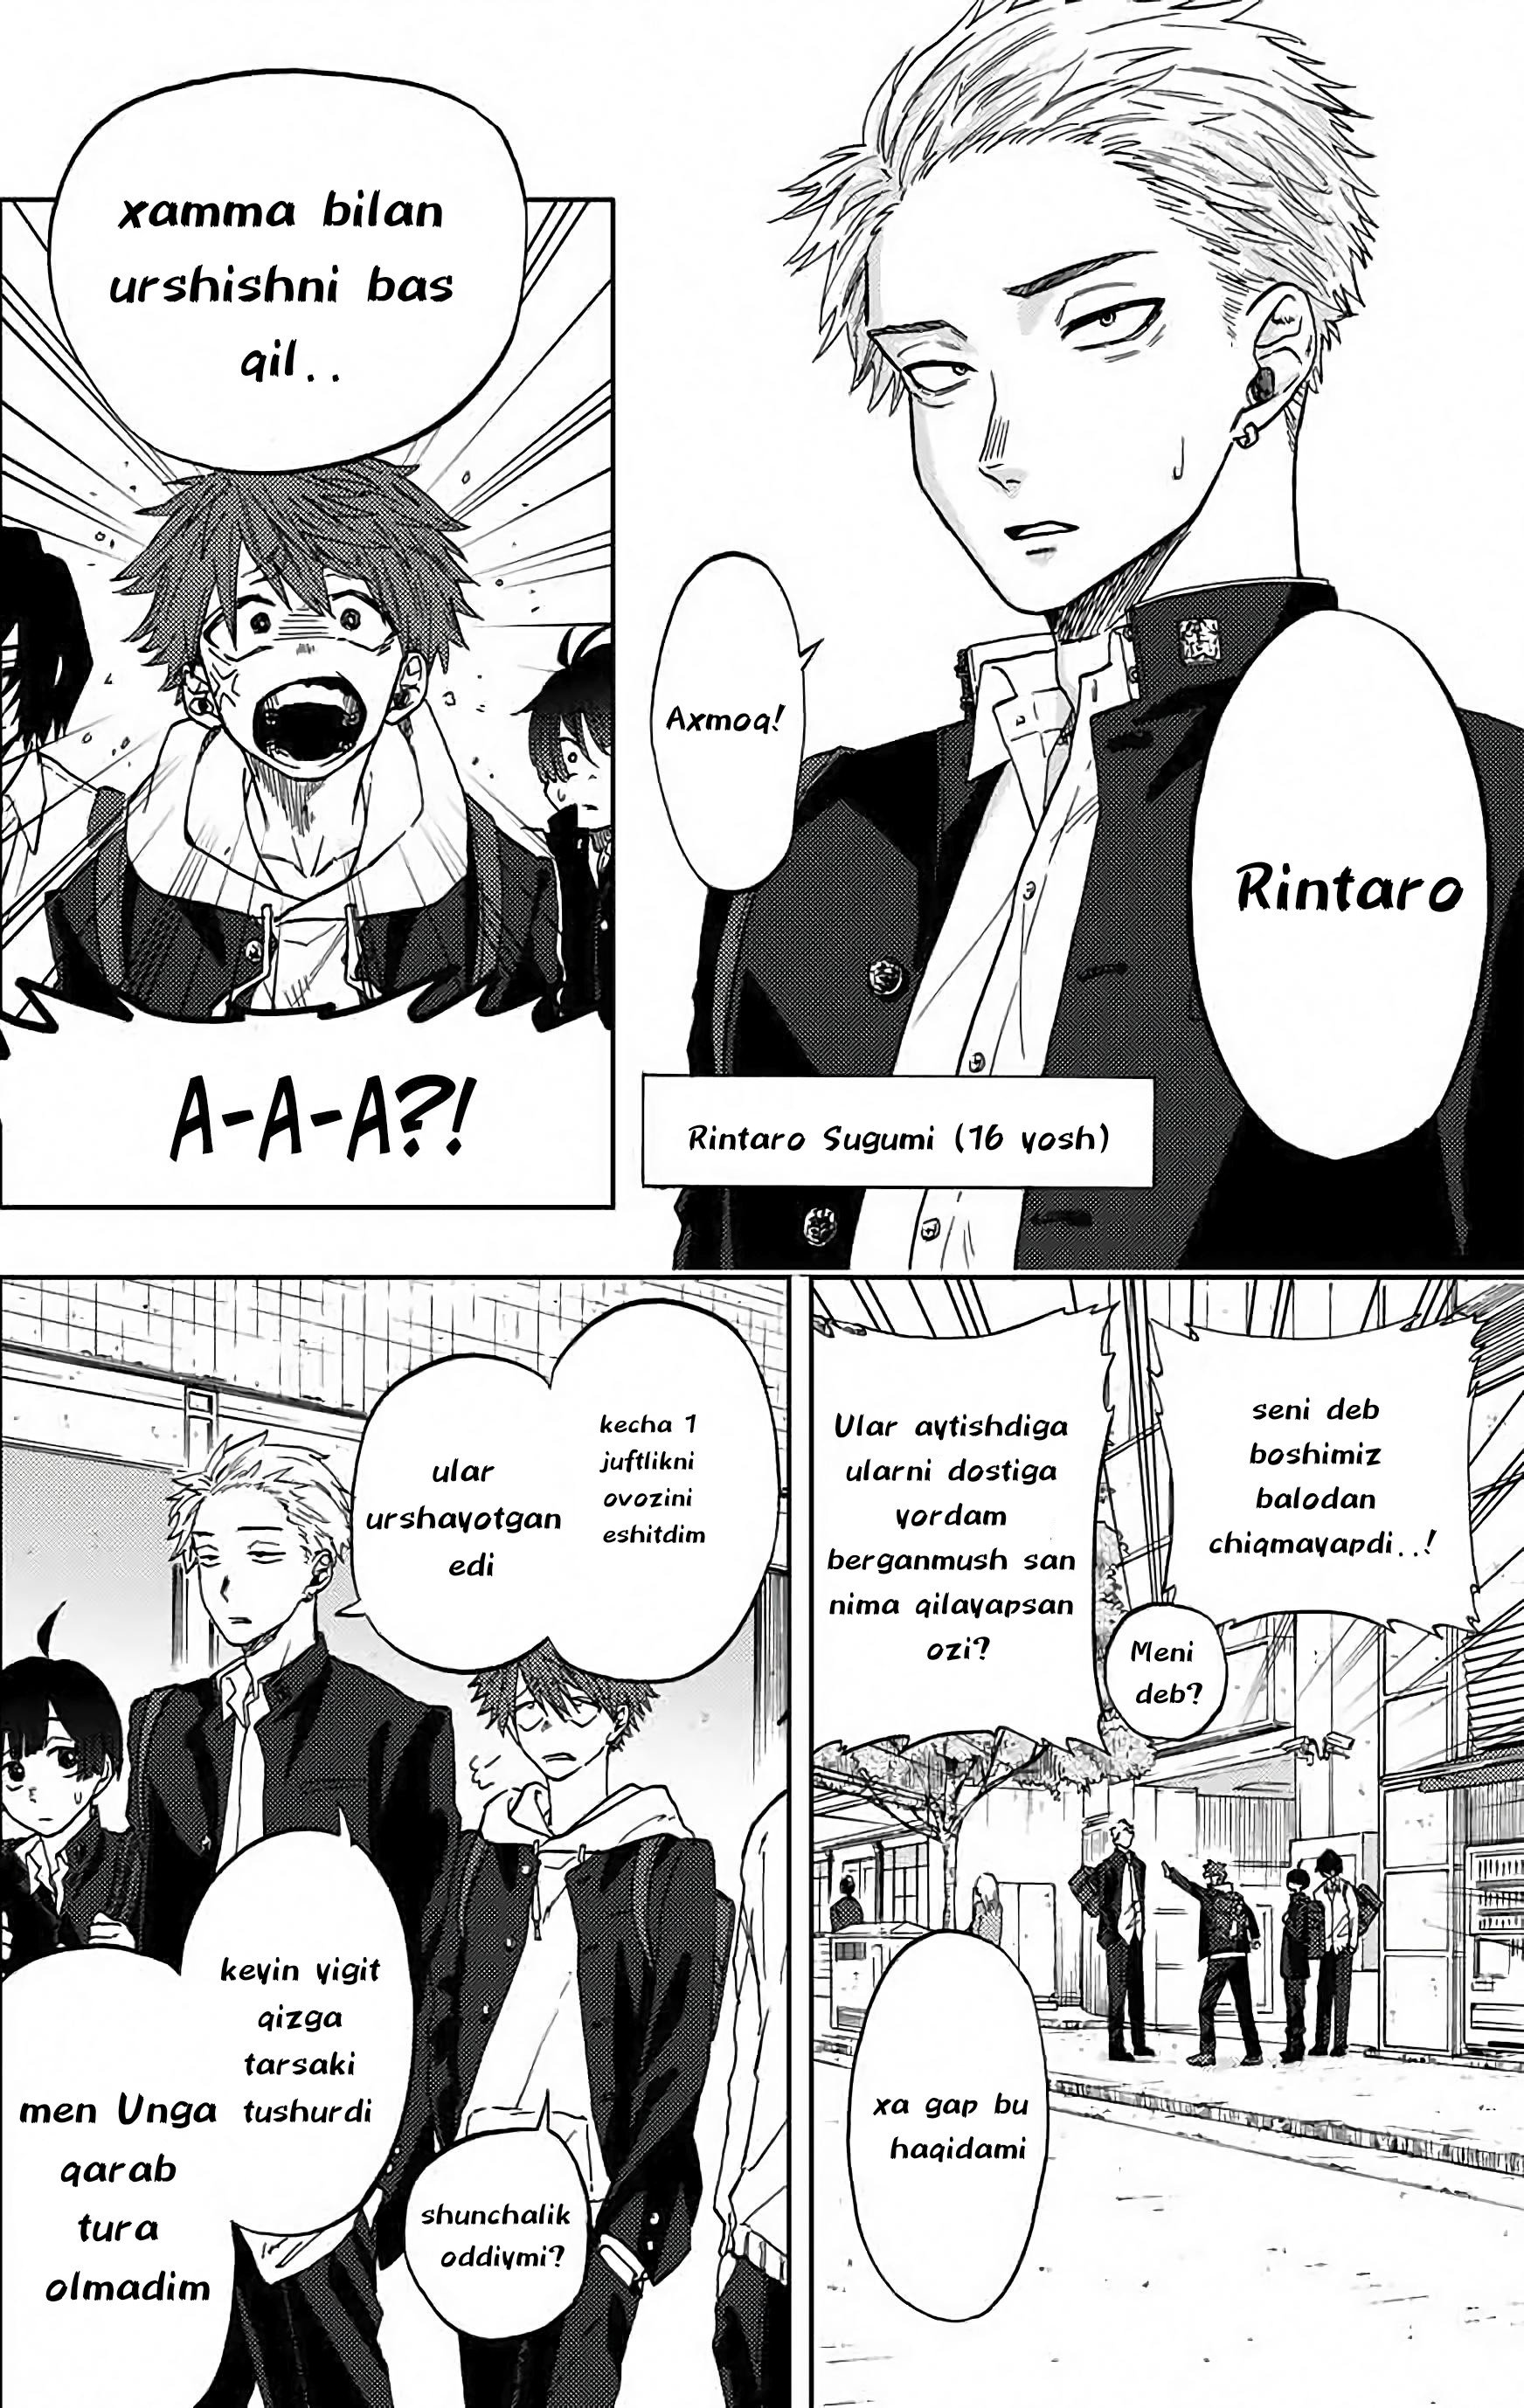 Rintaro
Axmoq!
Rintaro Sugumi (16 yosh)
xamma bilan
urshishni bas
qil..
A-A-A?!
seni deb
boshimiz
balodan
chiqmayapdi..!
Meni
deb?
Ular aytishdiga
ularni dostiga
yordam
berganmush san
nima qilayapsan
ozi?
xa gap bu
haqidami
kecha 1
juftlikni
ovozini
eshitdim
ular
urshayotgan
edi
keyin yigit
qizga
tarsaki
tushurdi
men Unga
qarab
tura
olmadim
shunchalik
oddiymi?